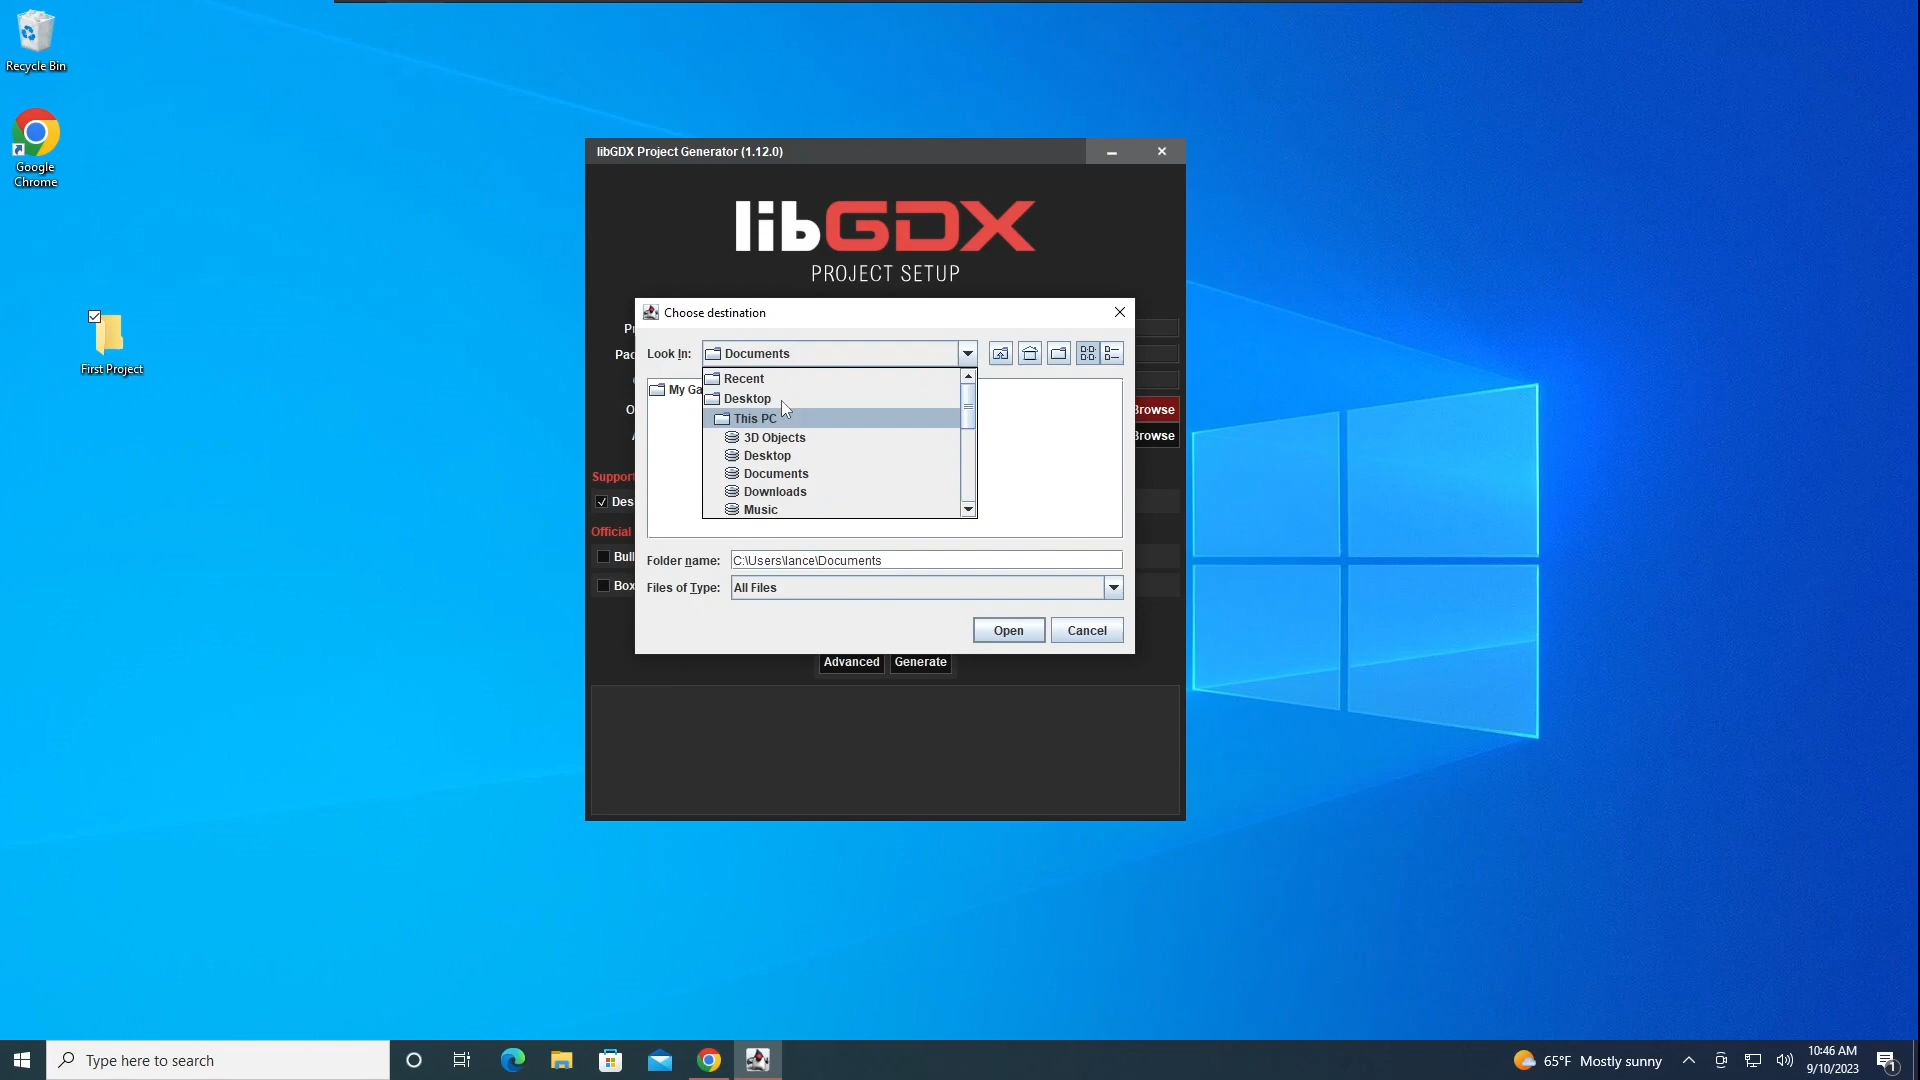 Recycle Bin
Google
Chrome
First Project
libGDX Project Generator (1.12.0)
libGDX
PROJECT SETUP
Choose destination
Look In:
Documents
Recent
Desktop
This PC
3D Objects
Desktop
Documents
Downloads
Music
My Ga
Folder name:
C:\Users\lance\Documents
Files of Type:
All Files
Open
Cancel
Pr
Pac
O
Browse
Browse
Support
Des
Official
Bull
Box
Advanced
Generate
Type here to search
65°F Mostly sunny
10:46 AM
9/10/2023
1